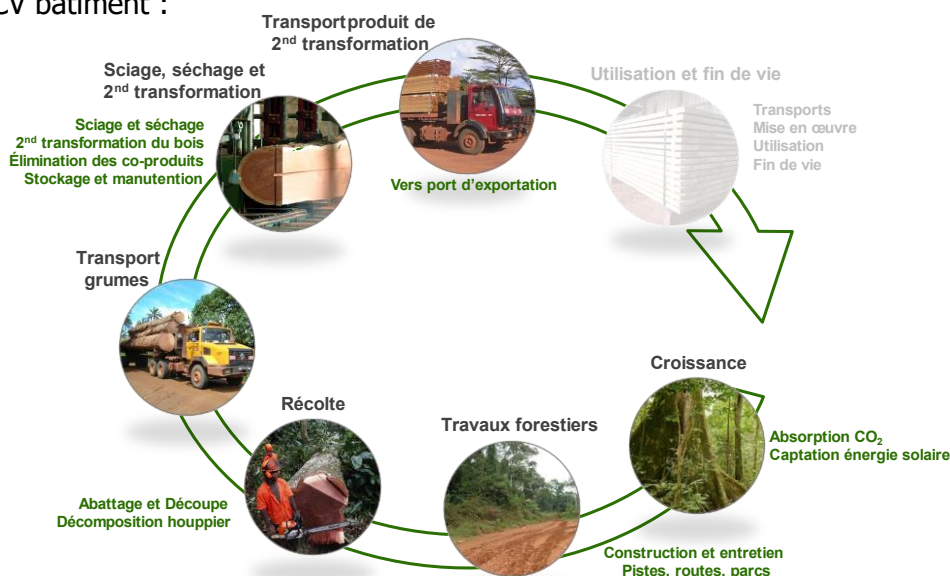 CV bâtiment :
Transport produit de
2nd transformation
Vers port d'exportation
Sciage, séchage et
2nd transformation
Sciage et séchage
2nd transformation du bois
Élimination des co-produits
Stockage et manutention
Utilisation et fin de vie
Transports
Mise en œuvre
Utilisation
Fin de vie
Transport
grumes
Récolte
Abattage et Découpe
Décomposition houppier
Travaux forestiers
Construction et entretien
Pistes, routes, parcs
Croissance
Absorption CO₂
Captation énergie solaire